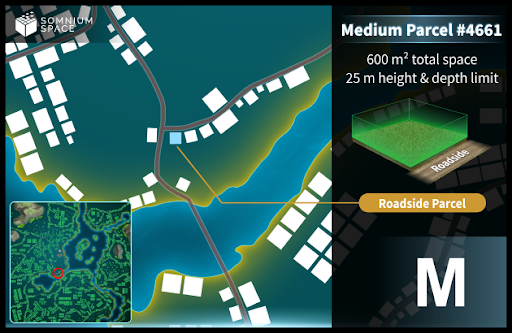 SOMNIUM
SPACE
Medium Parcel #4661
600 m² total space
25 m height & depth limit
Roadside
Roadside Parcel
M